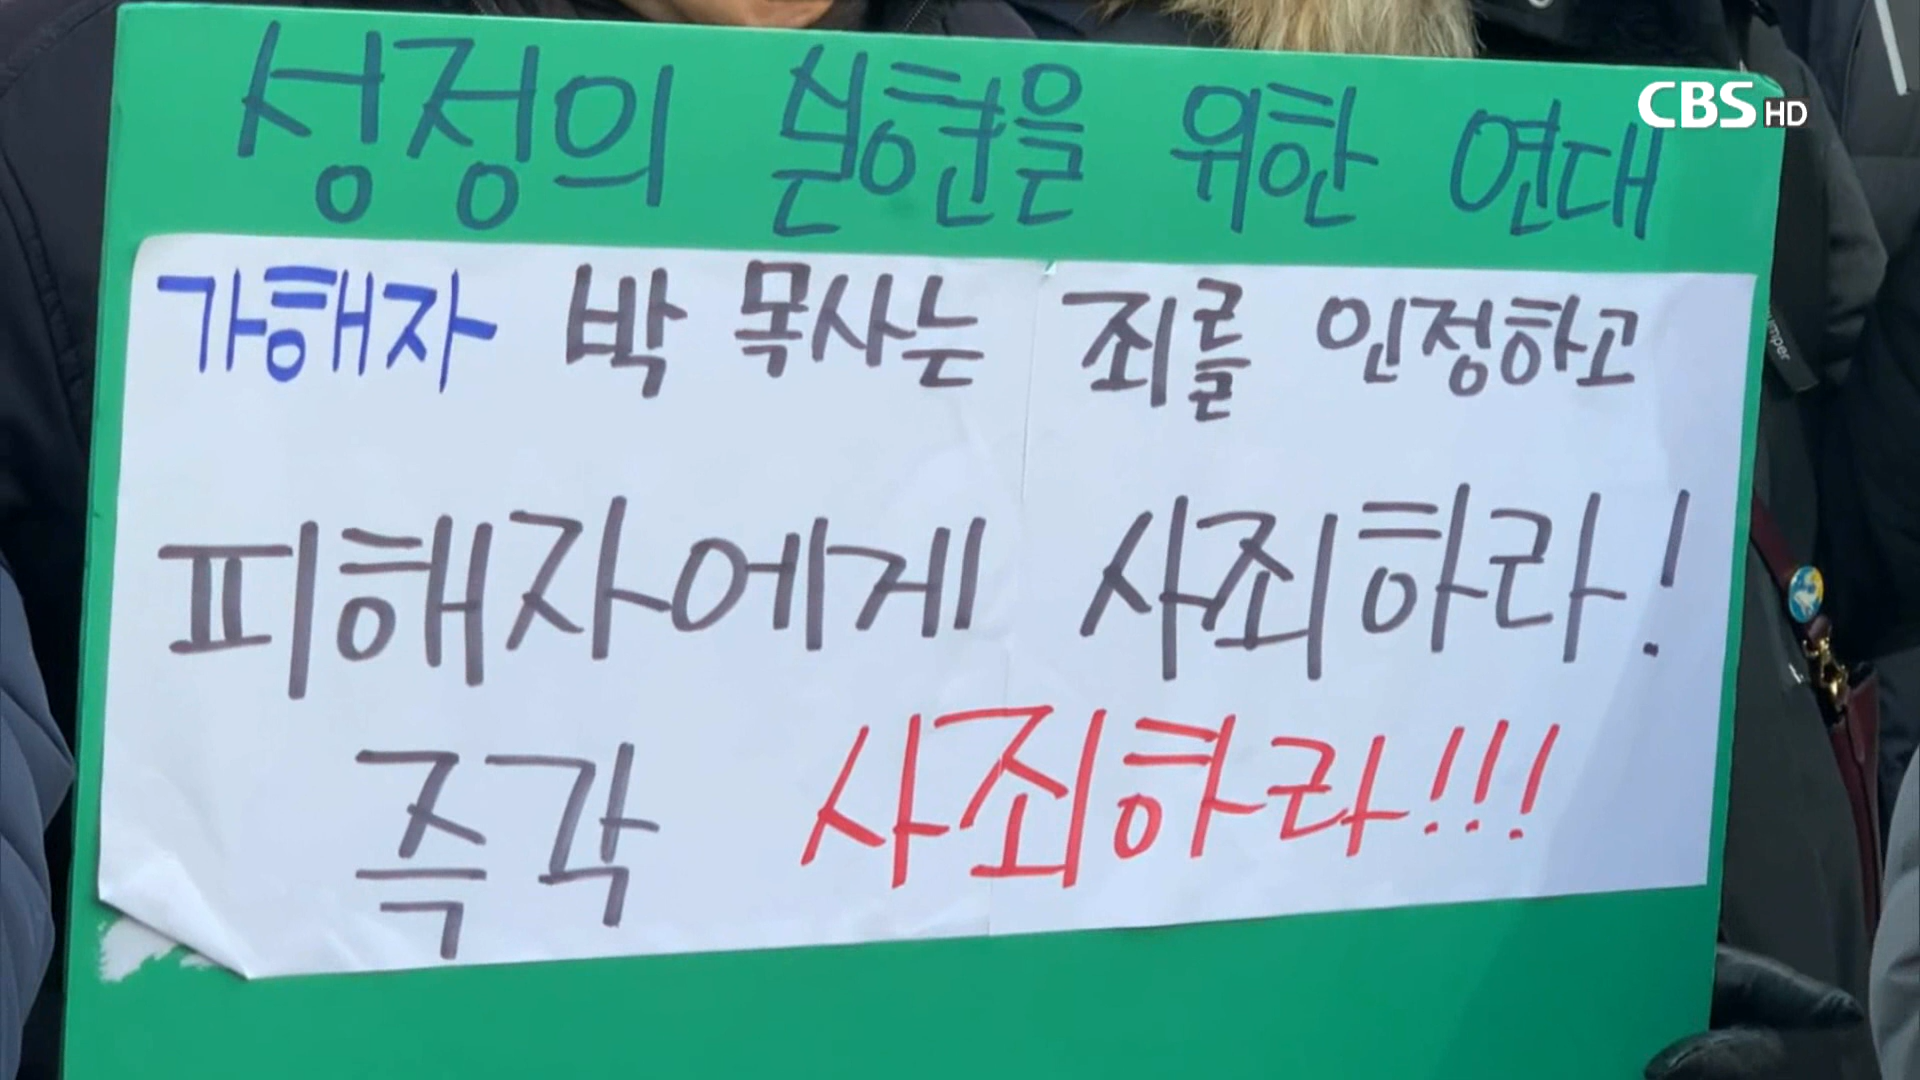 성정의 실현을 위한 연대
CBS HD
가해자 박 목사는 죄를 인정하고
피해자에게 사죄하라!
즉각 사죄하라!!!